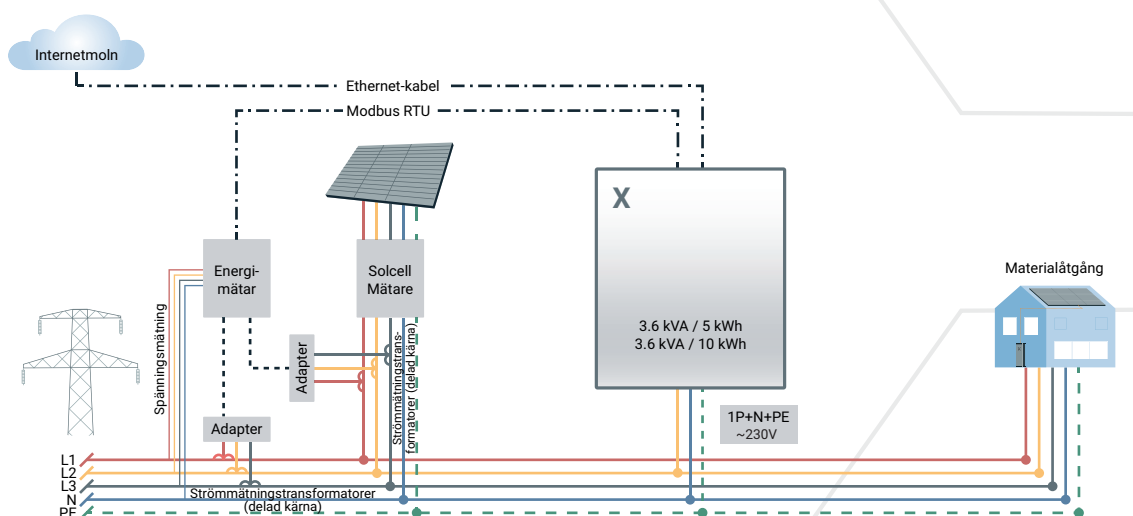 Internetmoln
Ethernet-kabel
Modbus RTU
X
Energi-
mätar
Solcell
Mätare
Materialåtgång
3.6 kVA / 5 kWh
3.6 kVA / 10 kWh
Spänningsmätning
Adapter
Strömmätningstrans-
formatorer (delad kärna)
1P+N+PE
~230V
Adapter
L1
L2
L3
Strömmätningstransformatorer
(delad kärna)
N
PE